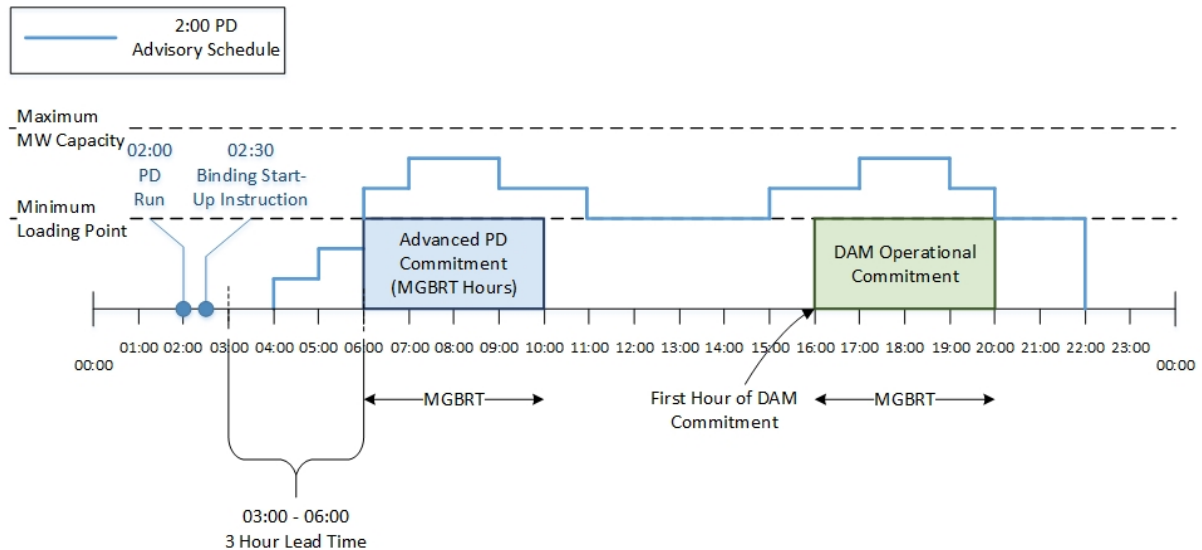 2:00 PD
Advisory Schedule
Maximum
MW Capacity
02:00
PD
Run
02:30
Binding Start-
Up Instruction
Minimum
Loading Point
Advanced PD
Commitment
(MGBRT Hours)
DAM Operational
Commitment
00:00
01:00 02:00 03:00 04:00 05:00 06:00 07:00 08:00 09:00 10:00 11:00 12:00 13:00 14:00 15:00 16:00 17:00 18:00 19:00 20:00 21:00 22:00 23:00
00:00
MGBRT
First Hour of DAM
Commitment
MGBRT
03:00 - 06:00
3 Hour Lead Time